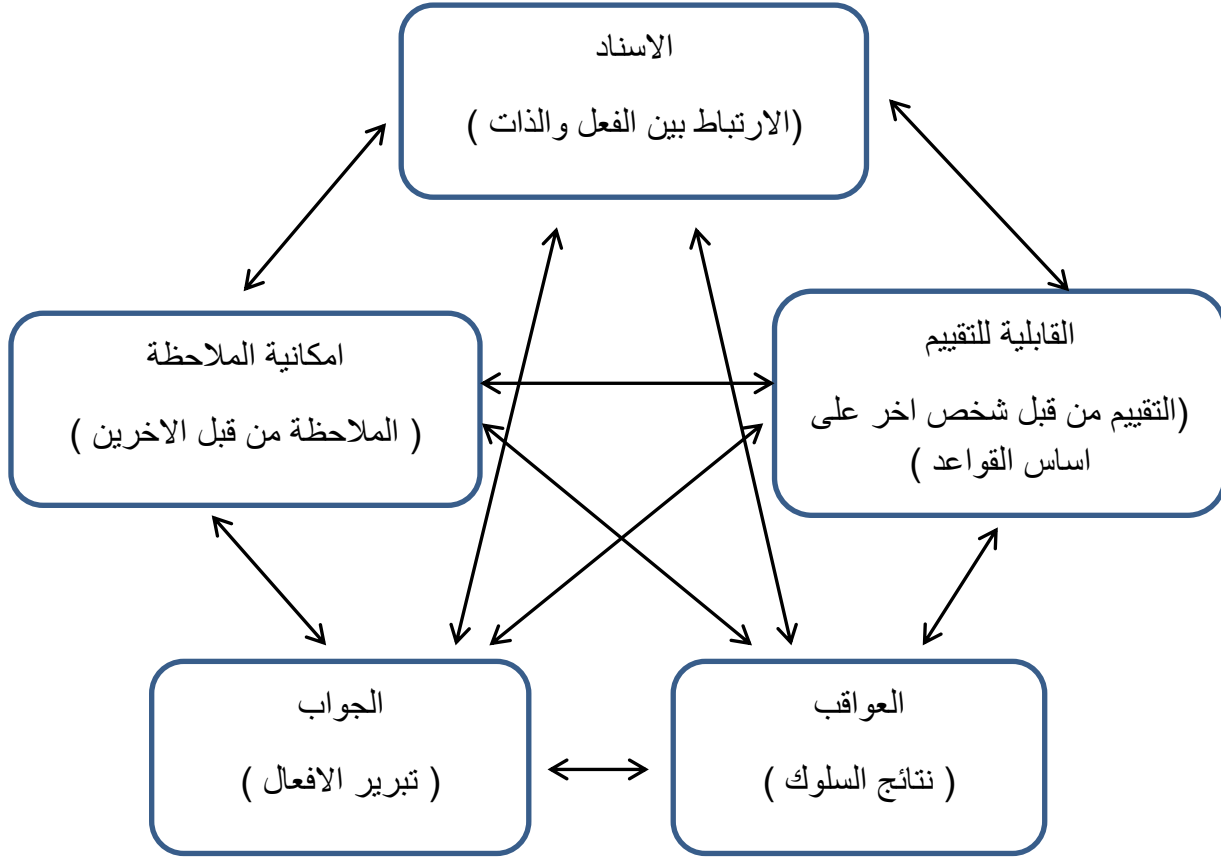 الاسناد
(الارتباط بين الفعل والذات )
القابلية للتقييم
(التقييم من قبل شخص اخر على
اساس القواعد )
امكانية الملاحظة
( الملاحظة من قبل الاخرين )
العواقب
( نتائج السلوك )
الجواب
( تبرير الافعال )